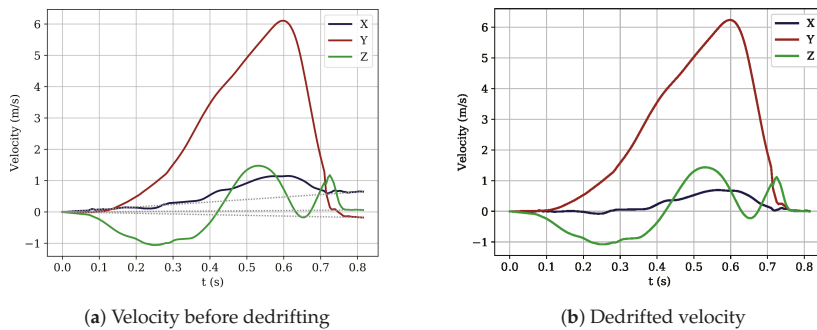 X
Y
Z
6
5
4
3
2
1
0
−1
Velocity (m/s)
0.0 0.1 0.2 0.3 0.4 0.5 0.6 0.7 0.8
t (s)
(a) Velocity before dedrifting
X
Y
Z
6
5
4
3
2
1
0
−1
Velocity (m/s)
0.0 0.1 0.2 0.3 0.4 0.5 0.6 0.7 0.8
t (s)
(b) Dedrifted velocity